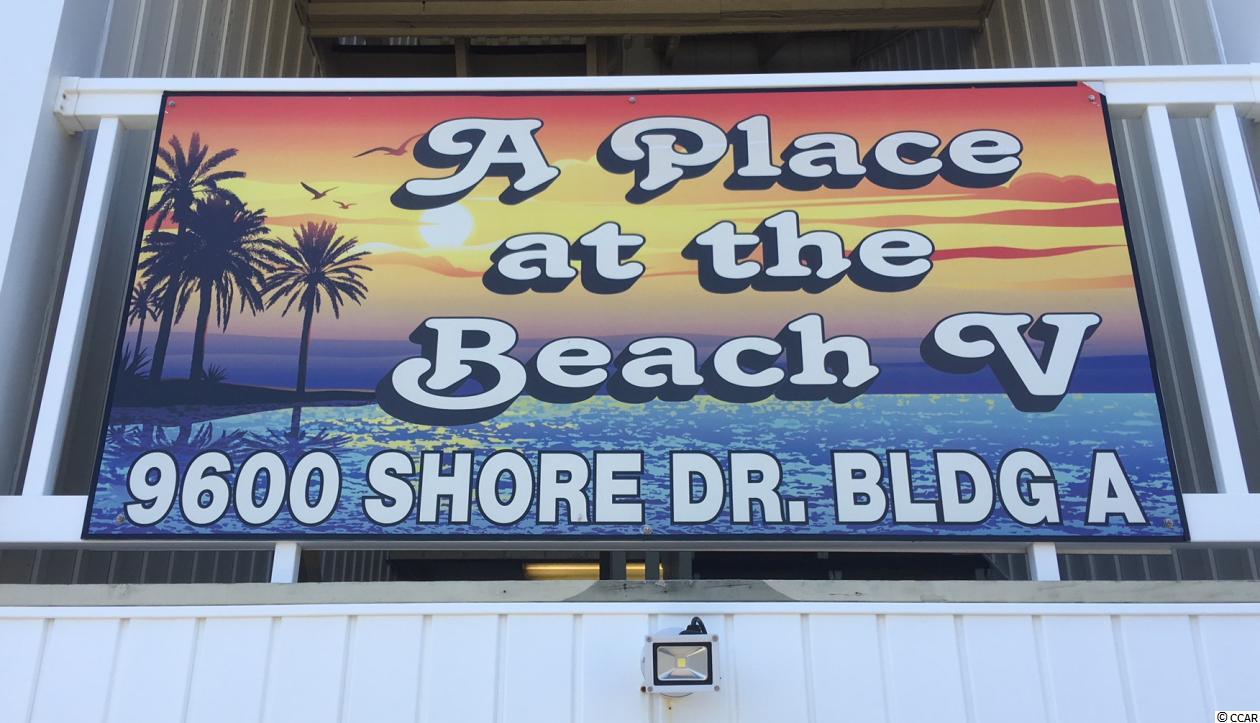 A Place
at the
Beach V
9600 SHORE DR. BLDG A
© CCAR